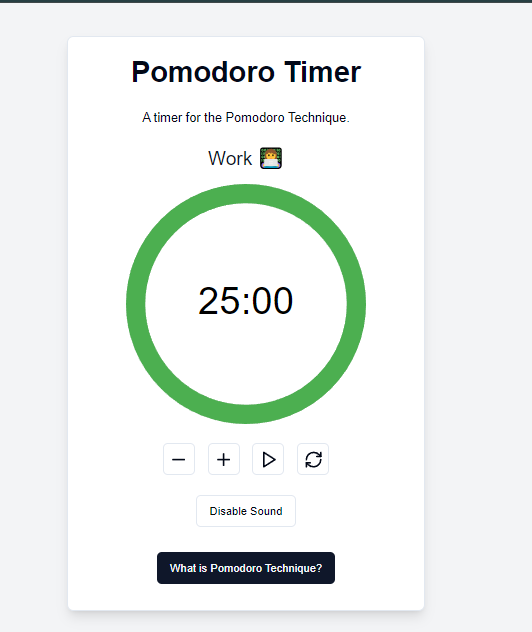 Pomodoro Timer
A timer for the Pomodoro Technique.
Work
25:00
Disable Sound
What is Pomodoro Technique?